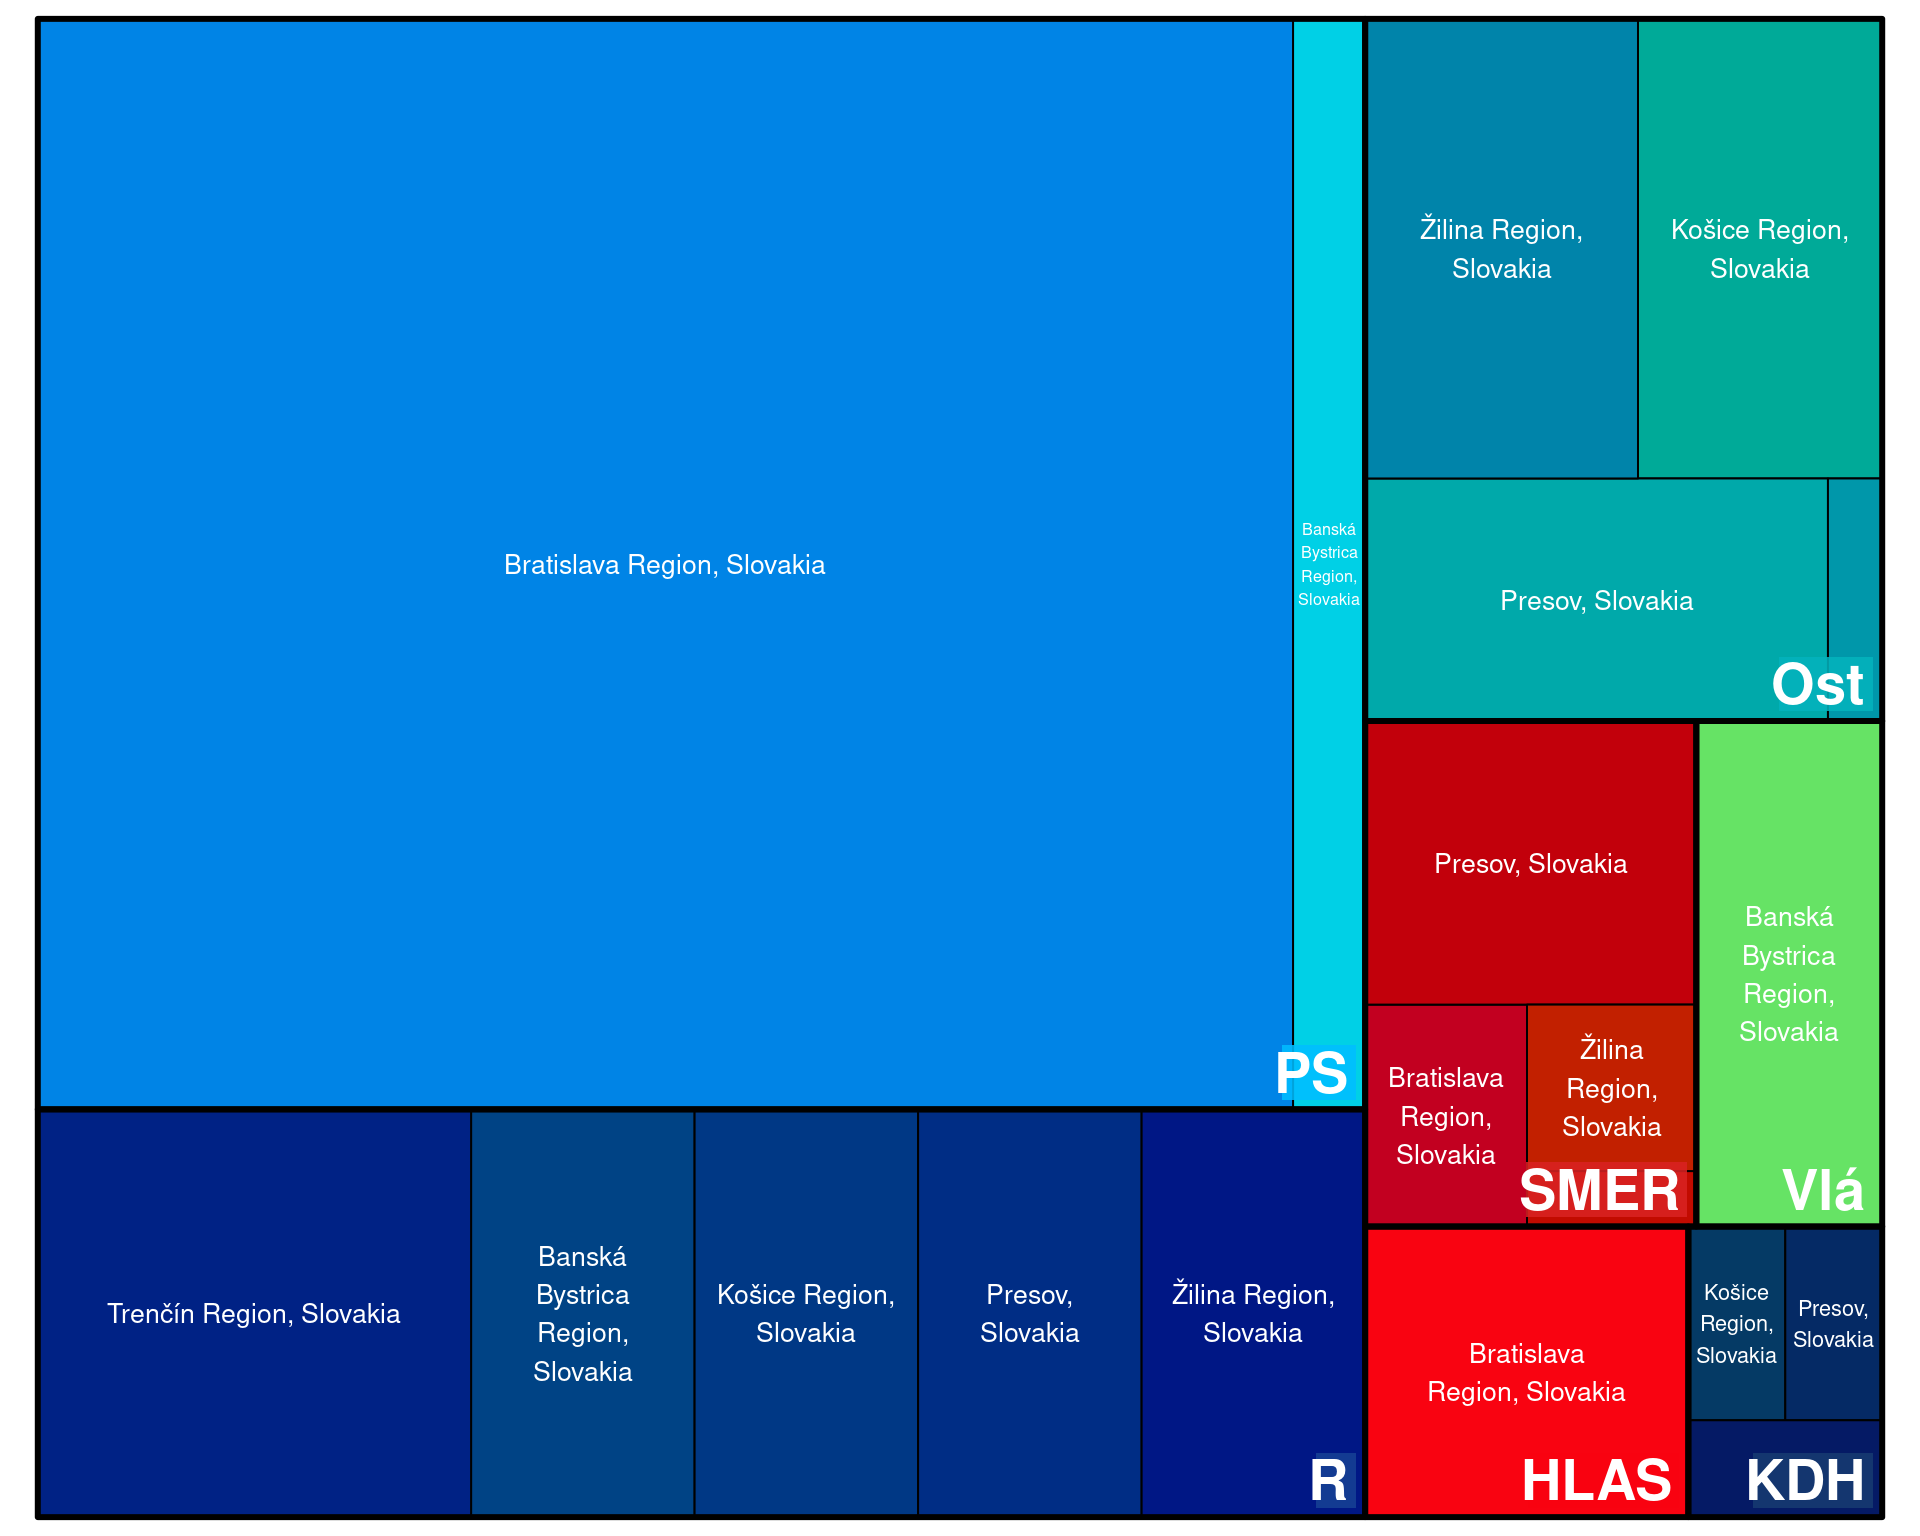 Bratislava Region, Slovakia
Banská
Bystrica
Region,
Slovakia
PS
Žilina Region,
Slovakia
Košice Region,
Slovakia
Presov, Slovakia
Ost
Presov, Slovakia
Bratislava
Region,
Slovakia
Žilina
Region,
Slovakia
SMER
Banská
Bystrica
Region,
Slovakia
Vlá
Trenčín Region, Slovakia
Banská
Bystrica
Region,
Slovakia
Košice Region,
Slovakia
Presov,
Slovakia
Žilina Region,
Slovakia
R
Bratislava
Region, Slovakia
HLAS
Košice
Region,
Slovakia
Presov,
Slovakia
KDH